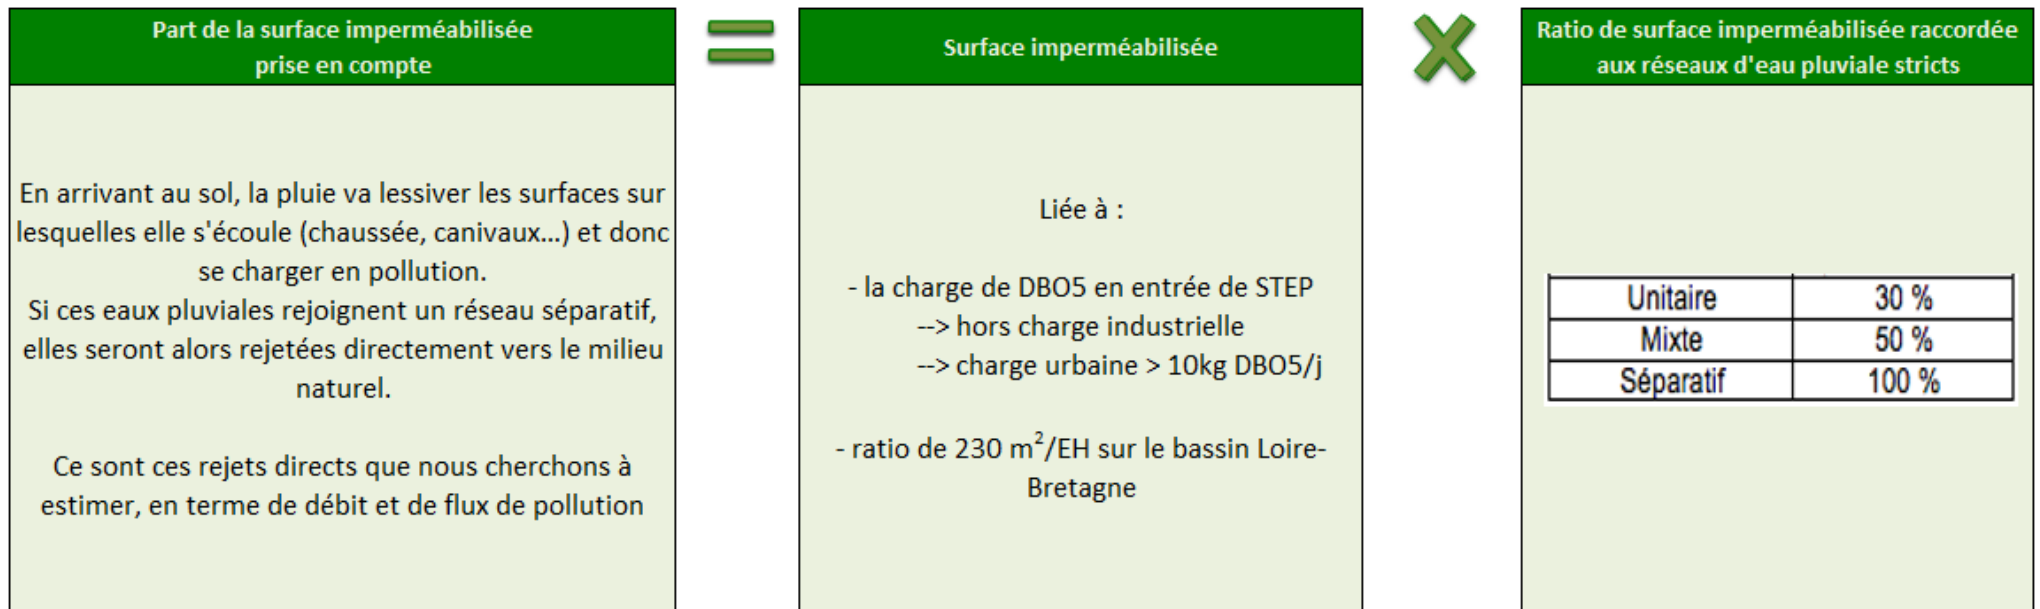 Part de la surface imperméabilisée
prise en compte
En arrivant au sol, la pluie va lessiver les surfaces sur
lesquelles elle s'écoule (chaussée, canivaux...) et donc
se charger en pollution.
Si ces eaux pluviales rejoignent un réseau séparatif,
elles seront alors rejetées directement vers le milieu
naturel.
Ce sont ces rejets directs que nous cherchons à
estimer, en terme de débit et de flux de pollution
=
Surface imperméabilisée
Liée à :
- la charge de DBO5 en entrée de STEP
--> hors charge industrielle
--> charge urbaine > 10kg DBO5/j
- ratio de 230 m²/EH sur le bassin Loire-
Bretagne
×
Ratio de surface imperméabilisée raccordée
aux réseaux d'eau pluviale stricts
Unitaire 30 %
Mixte 50 %
Séparatif 100 %